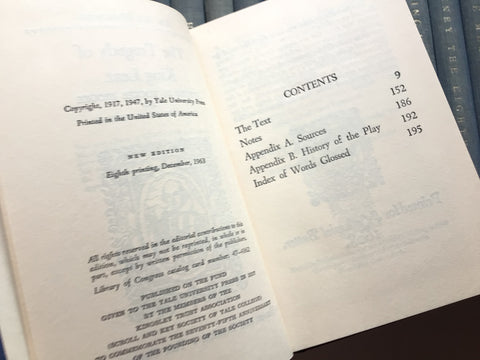 Copyright, 1917, 1947, by Yale University Press
Printed in the United States of America
NEW EDITION
Eighth printing, December, 1963
All rights reserved in the editorial contributions to this
edition, which may not be reprinted, in whole or in
part, except by written permission of the publishers.
Library of Congress catalog card number:
PUBLISHED ON THE FUND
GIVEN TO THE YALE UNIVERSITY PRESS IN 1917
BY THE MEMBERS OF THE
KINGSLEY TRUST ASSOCIATION
(SCROLL AND KEY SOCIETY OF YALE COLLEGE)
TO COMMEMORATE THE SEVENTY-FIFTH ANNIVERSARY
OF THE FOUNDING OF THE SOCIETY
CONTENTS
The Text 9
Notes 152
Appendix A. Sources 186
Appendix B. History of the Play 192
Index of Words Glossed 195
THE EIGHT